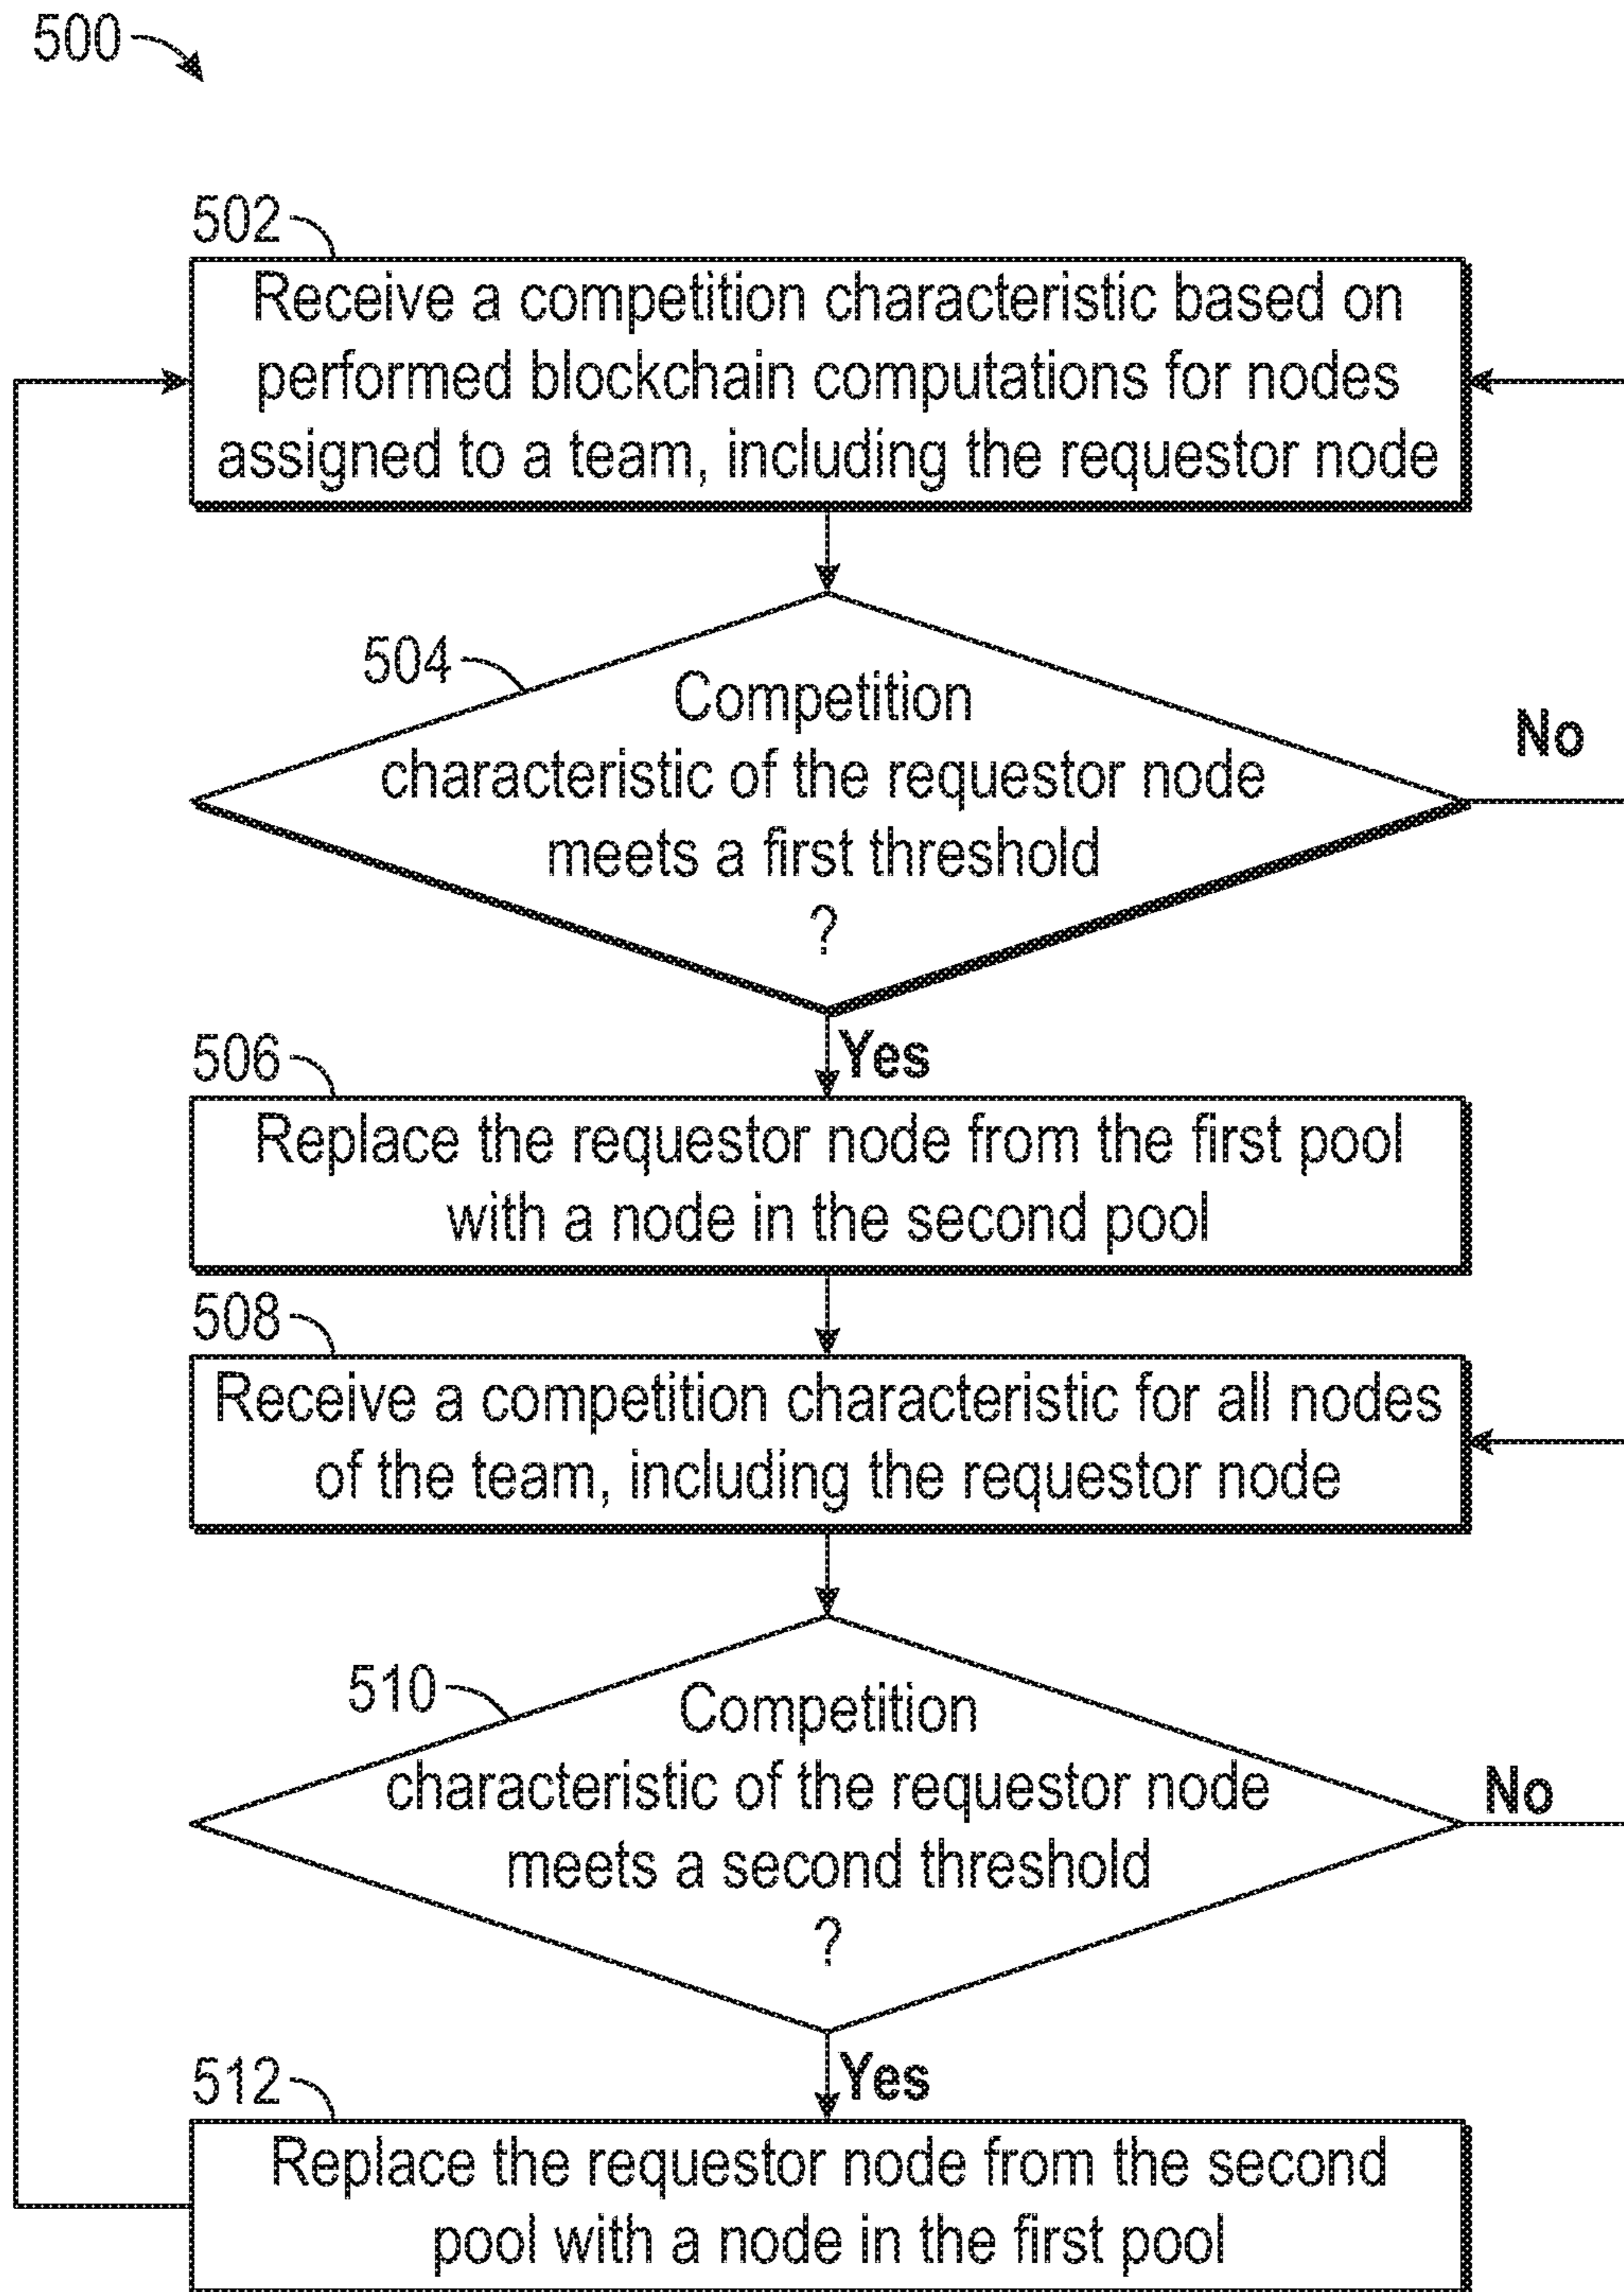 500
502
Receive a competition characteristic based on
performed blockchain computations for nodes
assigned to a team, including the requestor node
504
Competition
characteristic of the requestor node
meets a first threshold
?
No
Yes
506
Replace the requestor node from the first pool
with a node in the second pool
508
Receive a competition characteristic for all nodes
of the team, including the requestor node
510
Competition
characteristic of the requestor node
meets a second threshold
?
No
Yes
512
Replace the requestor node from the second
pool with a node in the first pool